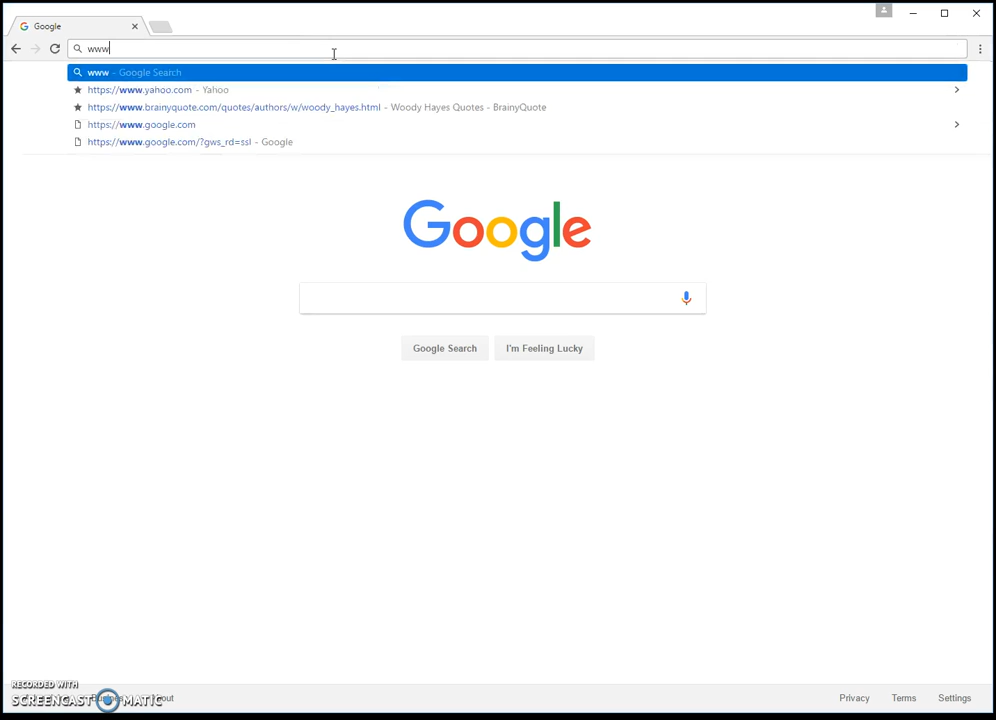 Google
www
www - Google Search
https://www.yahoo.com - Yahoo
https://www.brainyquote.com/quotes/authors/w/woody_hayes.html - Woody Hayes Quotes - BrainyQuote
https://www.google.com
https://www.google.com/?gws_rd=ssl - Google
Google
Google Search I'm Feeling Lucky
RECORDED WITH
SCREENCAST MATIC
Privacy Terms Settings